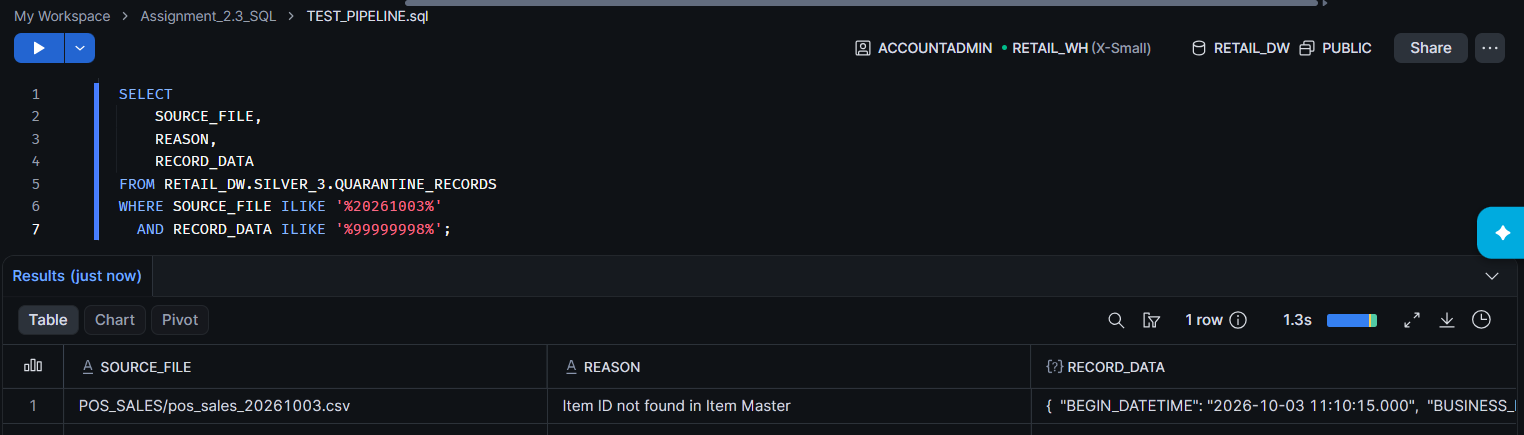 My Workspace > Assignment_2.3_SQL > TEST_PIPELINE.sql
ACCOUNTADMIN RETAIL_WH (X-Small) RETAIL_DW PUBLIC Share ...
1 SELECT
2 SOURCE_FILE,
3 REASON,
4 RECORD_DATA
5 FROM RETAIL_DW.SILVER_3.QUARANTINE_RECORDS
6 WHERE SOURCE_FILE ILIKE '%20261003%'
7 AND RECORD_DATA ILIKE '%99999998%';
Results (just now)
Table Chart Pivot 1 row 1.3s
A SOURCE_FILE A REASON {?} RECORD_DATA
1 POS_SALES/pos_sales_20261003.csv Item ID not found in Item Master { "BEGIN_DATETIME": "2026-10-03 11:10:15.000", "BUSINESS_